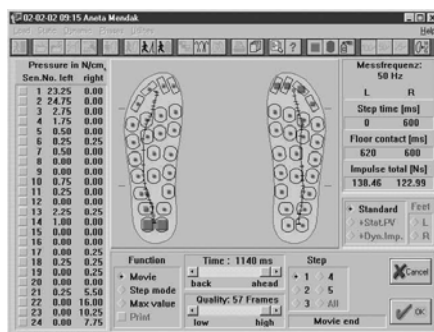 02-02-02 09:15 Aneta Mendak
Help
Pressure in N/cm
Sen.No. left right
1 23.25 0.00
2 24.75 0.00
3 2.75 0.00
4 1.75 0.00
5 0.50 0.00
6 0.25 0.25
7 0.50 0.00
8 0.00 0.00
9 0.00 0.00
10 0.75 0.00
11 0.25 0.00
12 0.00 0.00
13 2.25 0.25
14 1.00 0.00
15 0.00 0.00
16 0.00 0.00
17 0.00 0.25
18 0.25 0.25
19 0.00 0.25
20 0.00 0.00
21 0.25 5.50
22 0.00 16.00
23 0.00 10.25
24 0.00 7.75
Messfrequenz:
50 Hz
L R
Step time [ms]
0 600
Floor contact [ms]
620 600
Impulse total [Ns]
138.46 122.99
Standard
+Stat.PV
+Dyn.Imp.
Feet
L
R
Function
Movie
Step mode
Max value
Print
Time : 1140 ms
back ahead
Quality: 57 Frames
low high
Step
1 4
2 5
3 All
Movie end
Cancel
OK